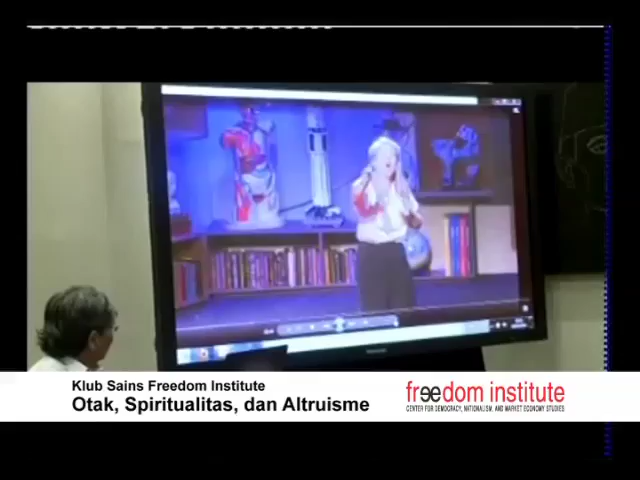 Klub Sains Freedom Institute
Otak, Spiritualitas, dan Altruisme
freedom institute
CENTER FOR DEMOCRACY, NATIONALISM, AND MARKET ECONOMY STUDIES